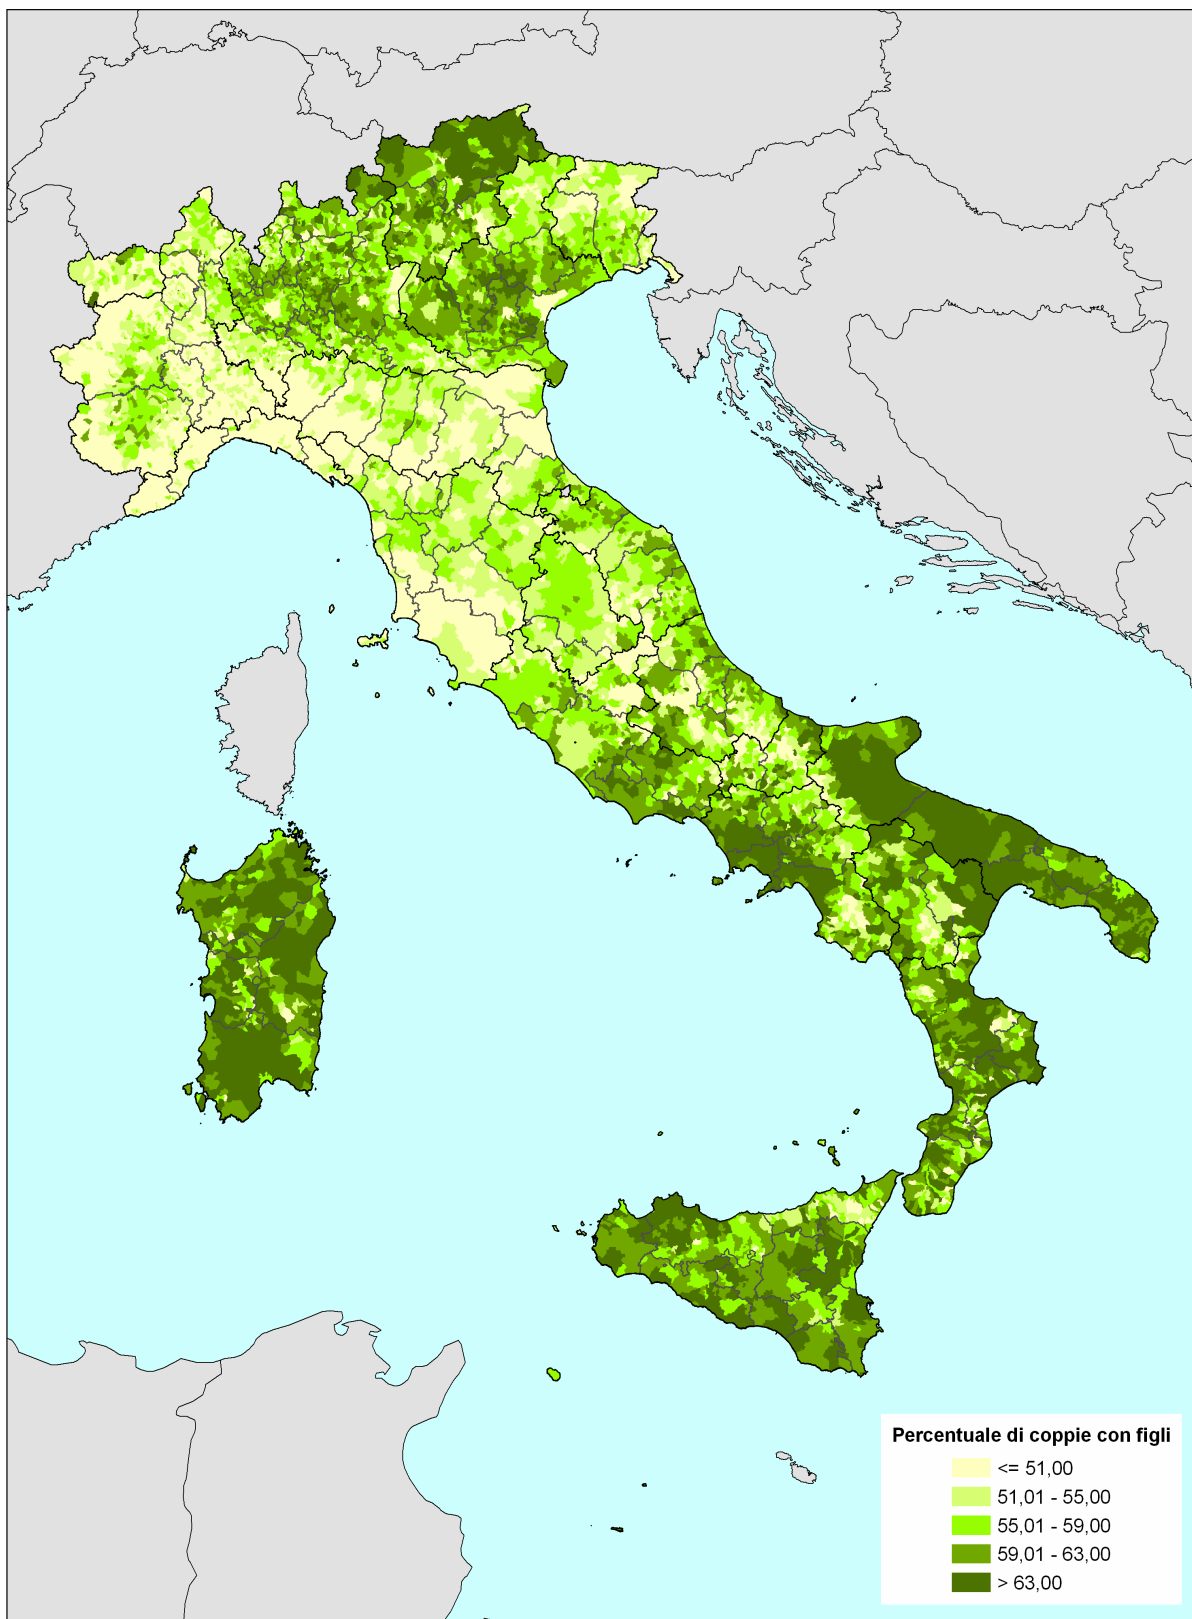 Percentuale di coppie con figli
<= 51,00
51,01 - 55,00
55,01 - 59,00
59,01 - 63,00
> 63,00